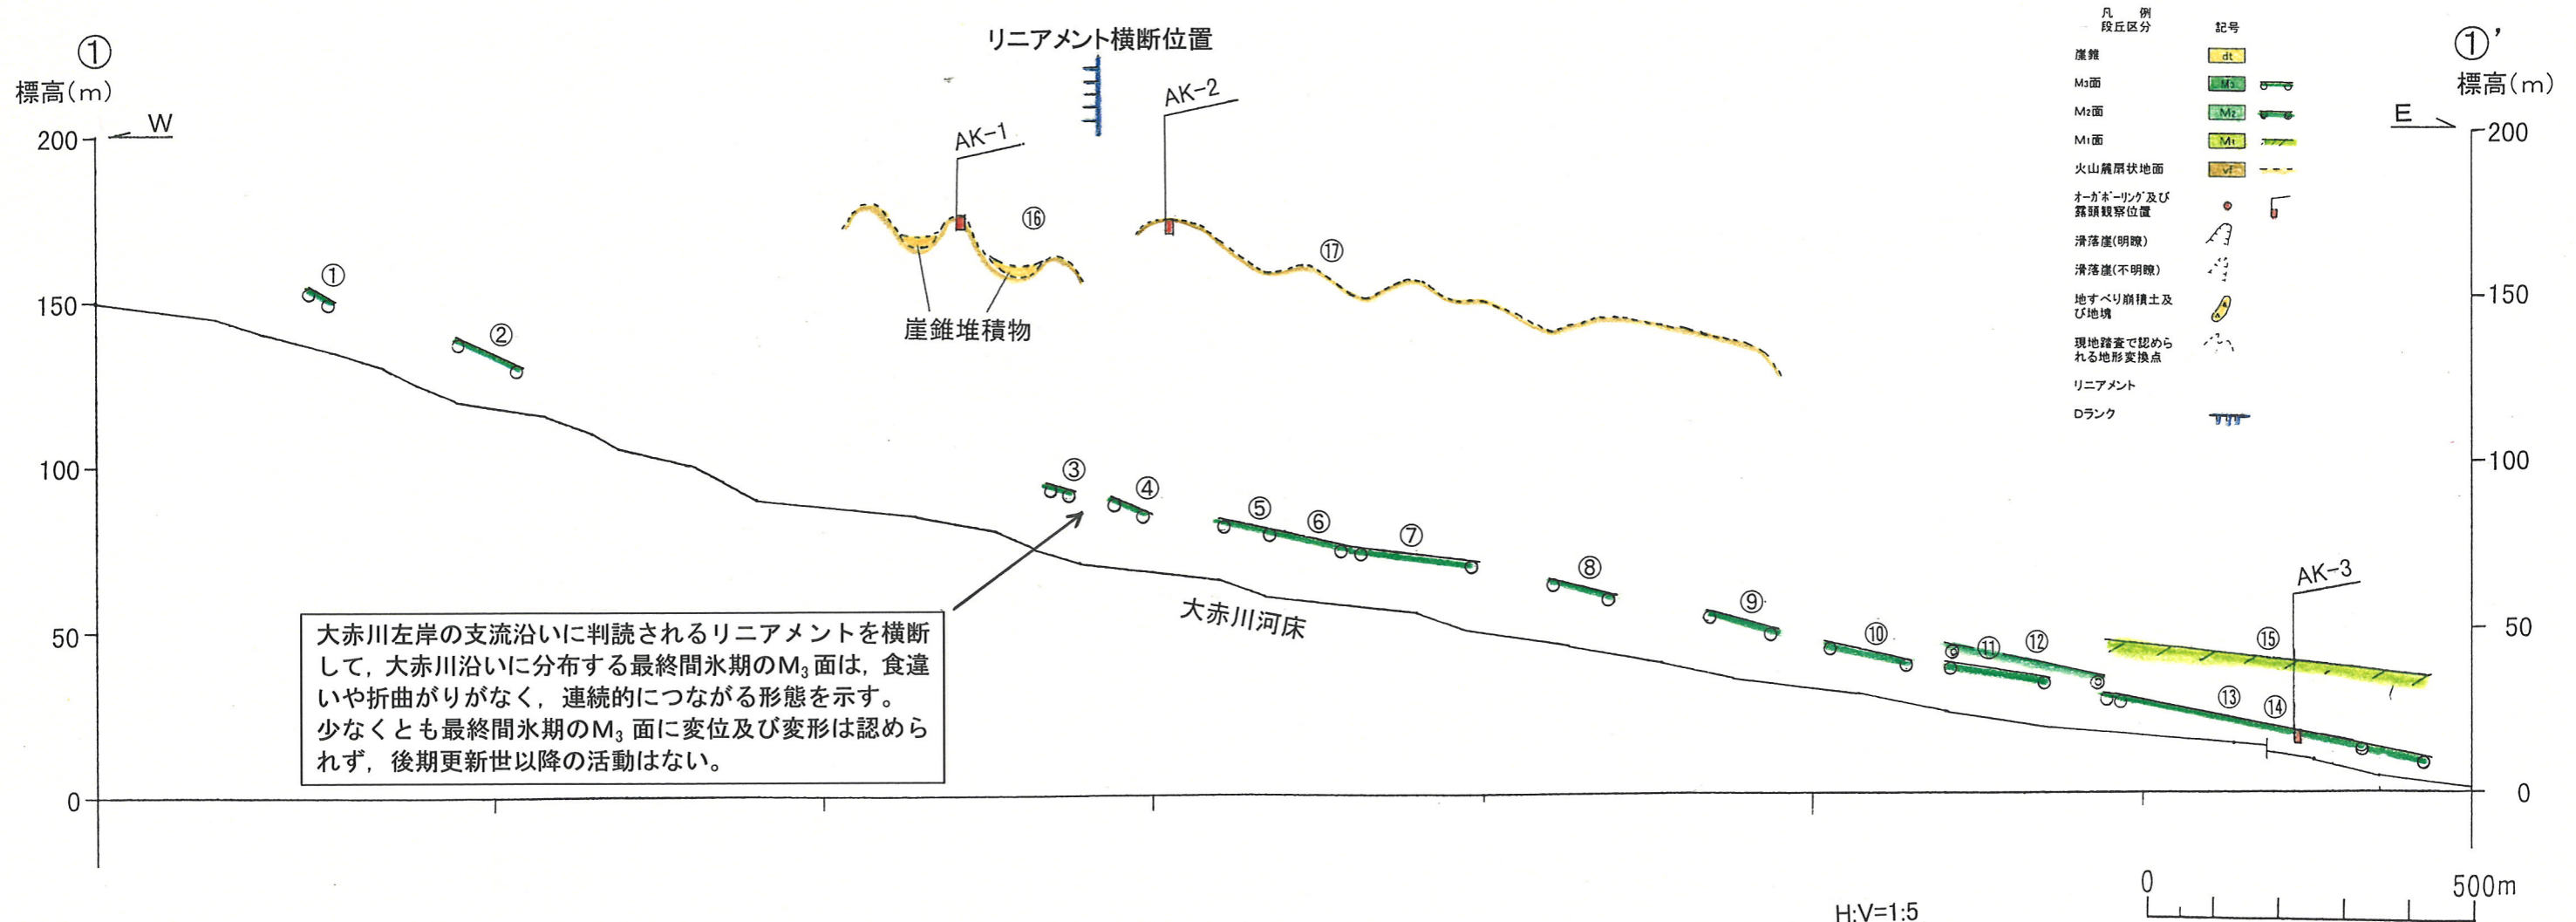 ①
標高(m)
W
200
150
100
50
0
リニアメント横断位置
AK-1
AK-2
⑯
⑰
崖錐堆積物
①
②
③
④
⑤
⑥
⑦
⑧
⑨
⑩
⑪
⑫
⑬
⑭
⑮
AK-3
大赤川河床
大赤川左岸の支流沿いに判読されるリニアメントを横断
して，大赤川沿いに分布する最終間氷期のM₃面は，食違
いや折曲がりがなく，連続的につながる形態を示す。
少なくとも最終間氷期のM₃面に変位及び変形は認めら
れず，後期更新世以降の活動はない。
凡 例
段丘区分 記号
崖錐 dt
M₃面 M₃
M₂面 M₂
M₁面 M₁
火山麓扇状地面 vf
オーガボーリング及び
露頭観察位置
滑落崖(明瞭)
滑落崖(不明瞭)
地すべり崩積土及
び地塊
現地踏査で認めら
れる地形変換点
リニアメント
Dランク
①’
標高(m)
E
200
150
100
50
0
H:V=1:5
0 500m